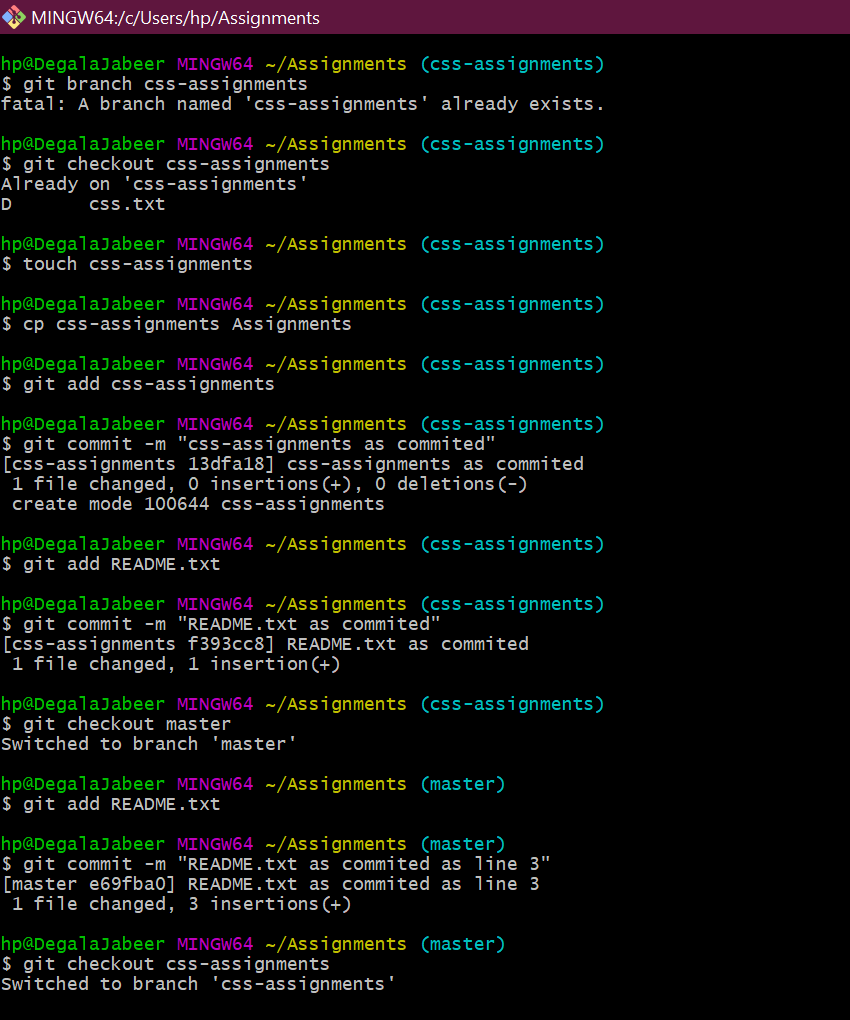 MINGW64:/c/Users/hp/Assignments
hp@DegalaJabeer MINGW64 ~/Assignments (css-assignments)
$ git branch css-assignments
fatal: A branch named 'css-assignments' already exists.
hp@DegalaJabeer MINGW64 ~/Assignments (css-assignments)
$ git checkout css-assignments
Already on 'css-assignments'
D       css.txt
hp@DegalaJabeer MINGW64 ~/Assignments (css-assignments)
$ touch css-assignments
hp@DegalaJabeer MINGW64 ~/Assignments (css-assignments)
$ cp css-assignments Assignments
hp@DegalaJabeer MINGW64 ~/Assignments (css-assignments)
$ git add css-assignments
hp@DegalaJabeer MINGW64 ~/Assignments (css-assignments)
$ git commit -m "css-assignments as commited"
[css-assignments 13dfa18] css-assignments as commited
 1 file changed, 0 insertions(+), 0 deletions(-)
 create mode 100644 css-assignments
hp@DegalaJabeer MINGW64 ~/Assignments (css-assignments)
$ git add README.txt
hp@DegalaJabeer MINGW64 ~/Assignments (css-assignments)
$ git commit -m "README.txt as commited"
[css-assignments f393cc8] README.txt as commited
 1 file changed, 1 insertion(+)
hp@DegalaJabeer MINGW64 ~/Assignments (css-assignments)
$ git checkout master
Switched to branch 'master'
hp@DegalaJabeer MINGW64 ~/Assignments (master)
$ git add README.txt
hp@DegalaJabeer MINGW64 ~/Assignments (master)
$ git commit -m "README.txt as commited as line 3"
[master e69fba0] README.txt as commited as line 3
 1 file changed, 3 insertions(+)
hp@DegalaJabeer MINGW64 ~/Assignments (master)
$ git checkout css-assignments
Switched to branch 'css-assignments'